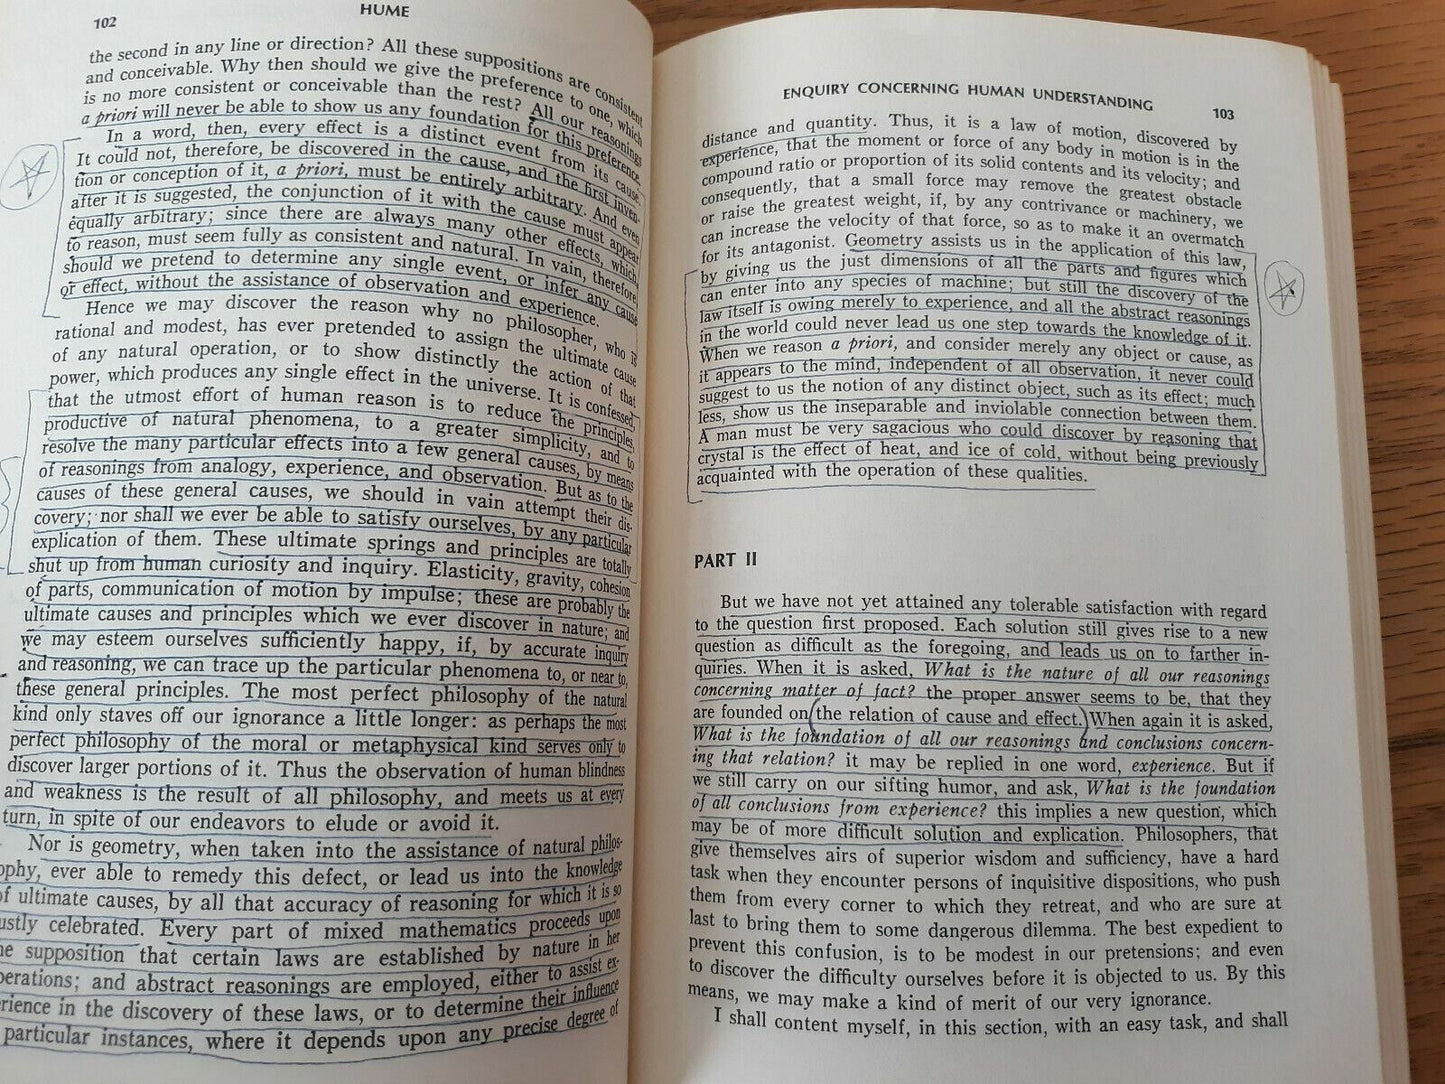 102
HUME
the second in any line or direction? All these suppositions are consistent
and conceivable. Why then should we give the preference to one, which
is no more consistent or conceivable than the rest? All our reasonings
a priori will never be able to show us any foundation for this preference.
In a word, then, every effect is a distinct event from its cause.
It could not, therefore, be discovered in the cause, and the first inven-
tion or conception of it, a priori, must be entirely arbitrary. And even
after it is suggested, the conjunction of it with the cause must appear
equally arbitrary; since there are always many other effects, which,
to reason, must seem fully as consistent and natural. In vain, therefore,
should we pretend to determine any single event, or infer any cause
or effect, without the assistance of observation and experience.
Hence we may discover the reason why no philosopher, who is
rational and modest, has ever pretended to assign the ultimate cause
of any natural operation, or to show distinctly the action of that
power, which produces any single effect in the universe. It is confessed,
that the utmost effort of human reason is to reduce the principles,
productive of natural phenomena, to a greater simplicity, and to
resolve the many particular effects into a few general causes, by means
of reasonings from analogy, experience, and observation. But as to the
causes of these general causes, we should in vain attempt their dis-
covery; nor shall we ever be able to satisfy ourselves, by any particular
explication of them. These ultimate springs and principles are totally
shut up from human curiosity and inquiry. Elasticity, gravity, cohesion
of parts, communication of motion by impulse; these are probably the
ultimate causes and principles which we ever discover in nature; and
we may esteem ourselves sufficiently happy, if, by accurate inquiry
and reasoning, we can trace up the particular phenomena to, or near to,
these general principles. The most perfect philosophy of the natural
kind only staves off our ignorance a little longer: as perhaps the most
perfect philosophy of the moral or metaphysical kind serves only to
discover larger portions of it. Thus the observation of human blindness
and weakness is the result of all philosophy, and meets us at every
turn, in spite of our endeavors to elude or avoid it.
Nor is geometry, when taken into the assistance of natural philos-
ophy, ever able to remedy this defect, or lead us into the knowledge
of ultimate causes, by all that accuracy of reasoning for which it is so
ustly celebrated. Every part of mixed mathematics proceeds upon
he supposition that certain laws are established by nature in her
perations; and abstract reasonings are employed, either to assist ex-
erience in the discovery of these laws, or to determine their influence
particular instances, where it depends upon any precise degree of
ENQUIRY CONCERNING HUMAN UNDERSTANDING
103
distance and quantity. Thus, it is a law of motion, discovered by
experience, that the moment or force of any body in motion is in the
compound ratio or proportion of its solid contents and its velocity; and
consequently, that a small force may remove the greatest obstacle
or raise the greatest weight, if, by any contrivance or machinery, we
can increase the velocity of that force, so as to make it an overmatch
for its antagonist. Geometry assists us in the application of this law,
by giving us the just dimensions of all the parts and figures which
can enter into any species of machine; but still the discovery of the
law itself is owing merely to experience, and all the abstract reasonings
in the world could never lead us one step towards the knowledge of it.
When we reason a priori, and consider merely any object or cause, as
it appears to the mind, independent of all observation, it never could
suggest to us the notion of any distinct object, such as its effect; much
less, show us the inseparable and inviolable connection between them.
A man must be very sagacious who could discover by reasoning that
crystal is the effect of heat, and ice of cold, without being previously
acquainted with the operation of these qualities.
PART II
But we have not yet attained any tolerable satisfaction with regard
to the question first proposed. Each solution still gives rise to a new
question as difficult as the foregoing, and leads us on to farther in-
quiries. When it is asked, What is the nature of all our reasonings
concerning matter of fact? the proper answer seems to be, that they
are founded on the relation of cause and effect. When again it is asked,
What is the foundation of all our reasonings and conclusions concern-
ing that relation? it may be replied in one word, experience. But if
we still carry on our sifting humor, and ask, What is the foundation
of all conclusions from experience? this implies a new question, which
may be of more difficult solution and explication. Philosophers, that
give themselves airs of superior wisdom and sufficiency, have a hard
task when they encounter persons of inquisitive dispositions, who push
them from every corner to which they retreat, and who are sure at
last to bring them to some dangerous dilemma. The best expedient to
prevent this confusion, is to be modest in our pretensions; and even
to discover the difficulty ourselves before it is objected to us. By this
means, we may make a kind of merit of our very ignorance.
I shall content myself, in this section, with an easy task, and shall